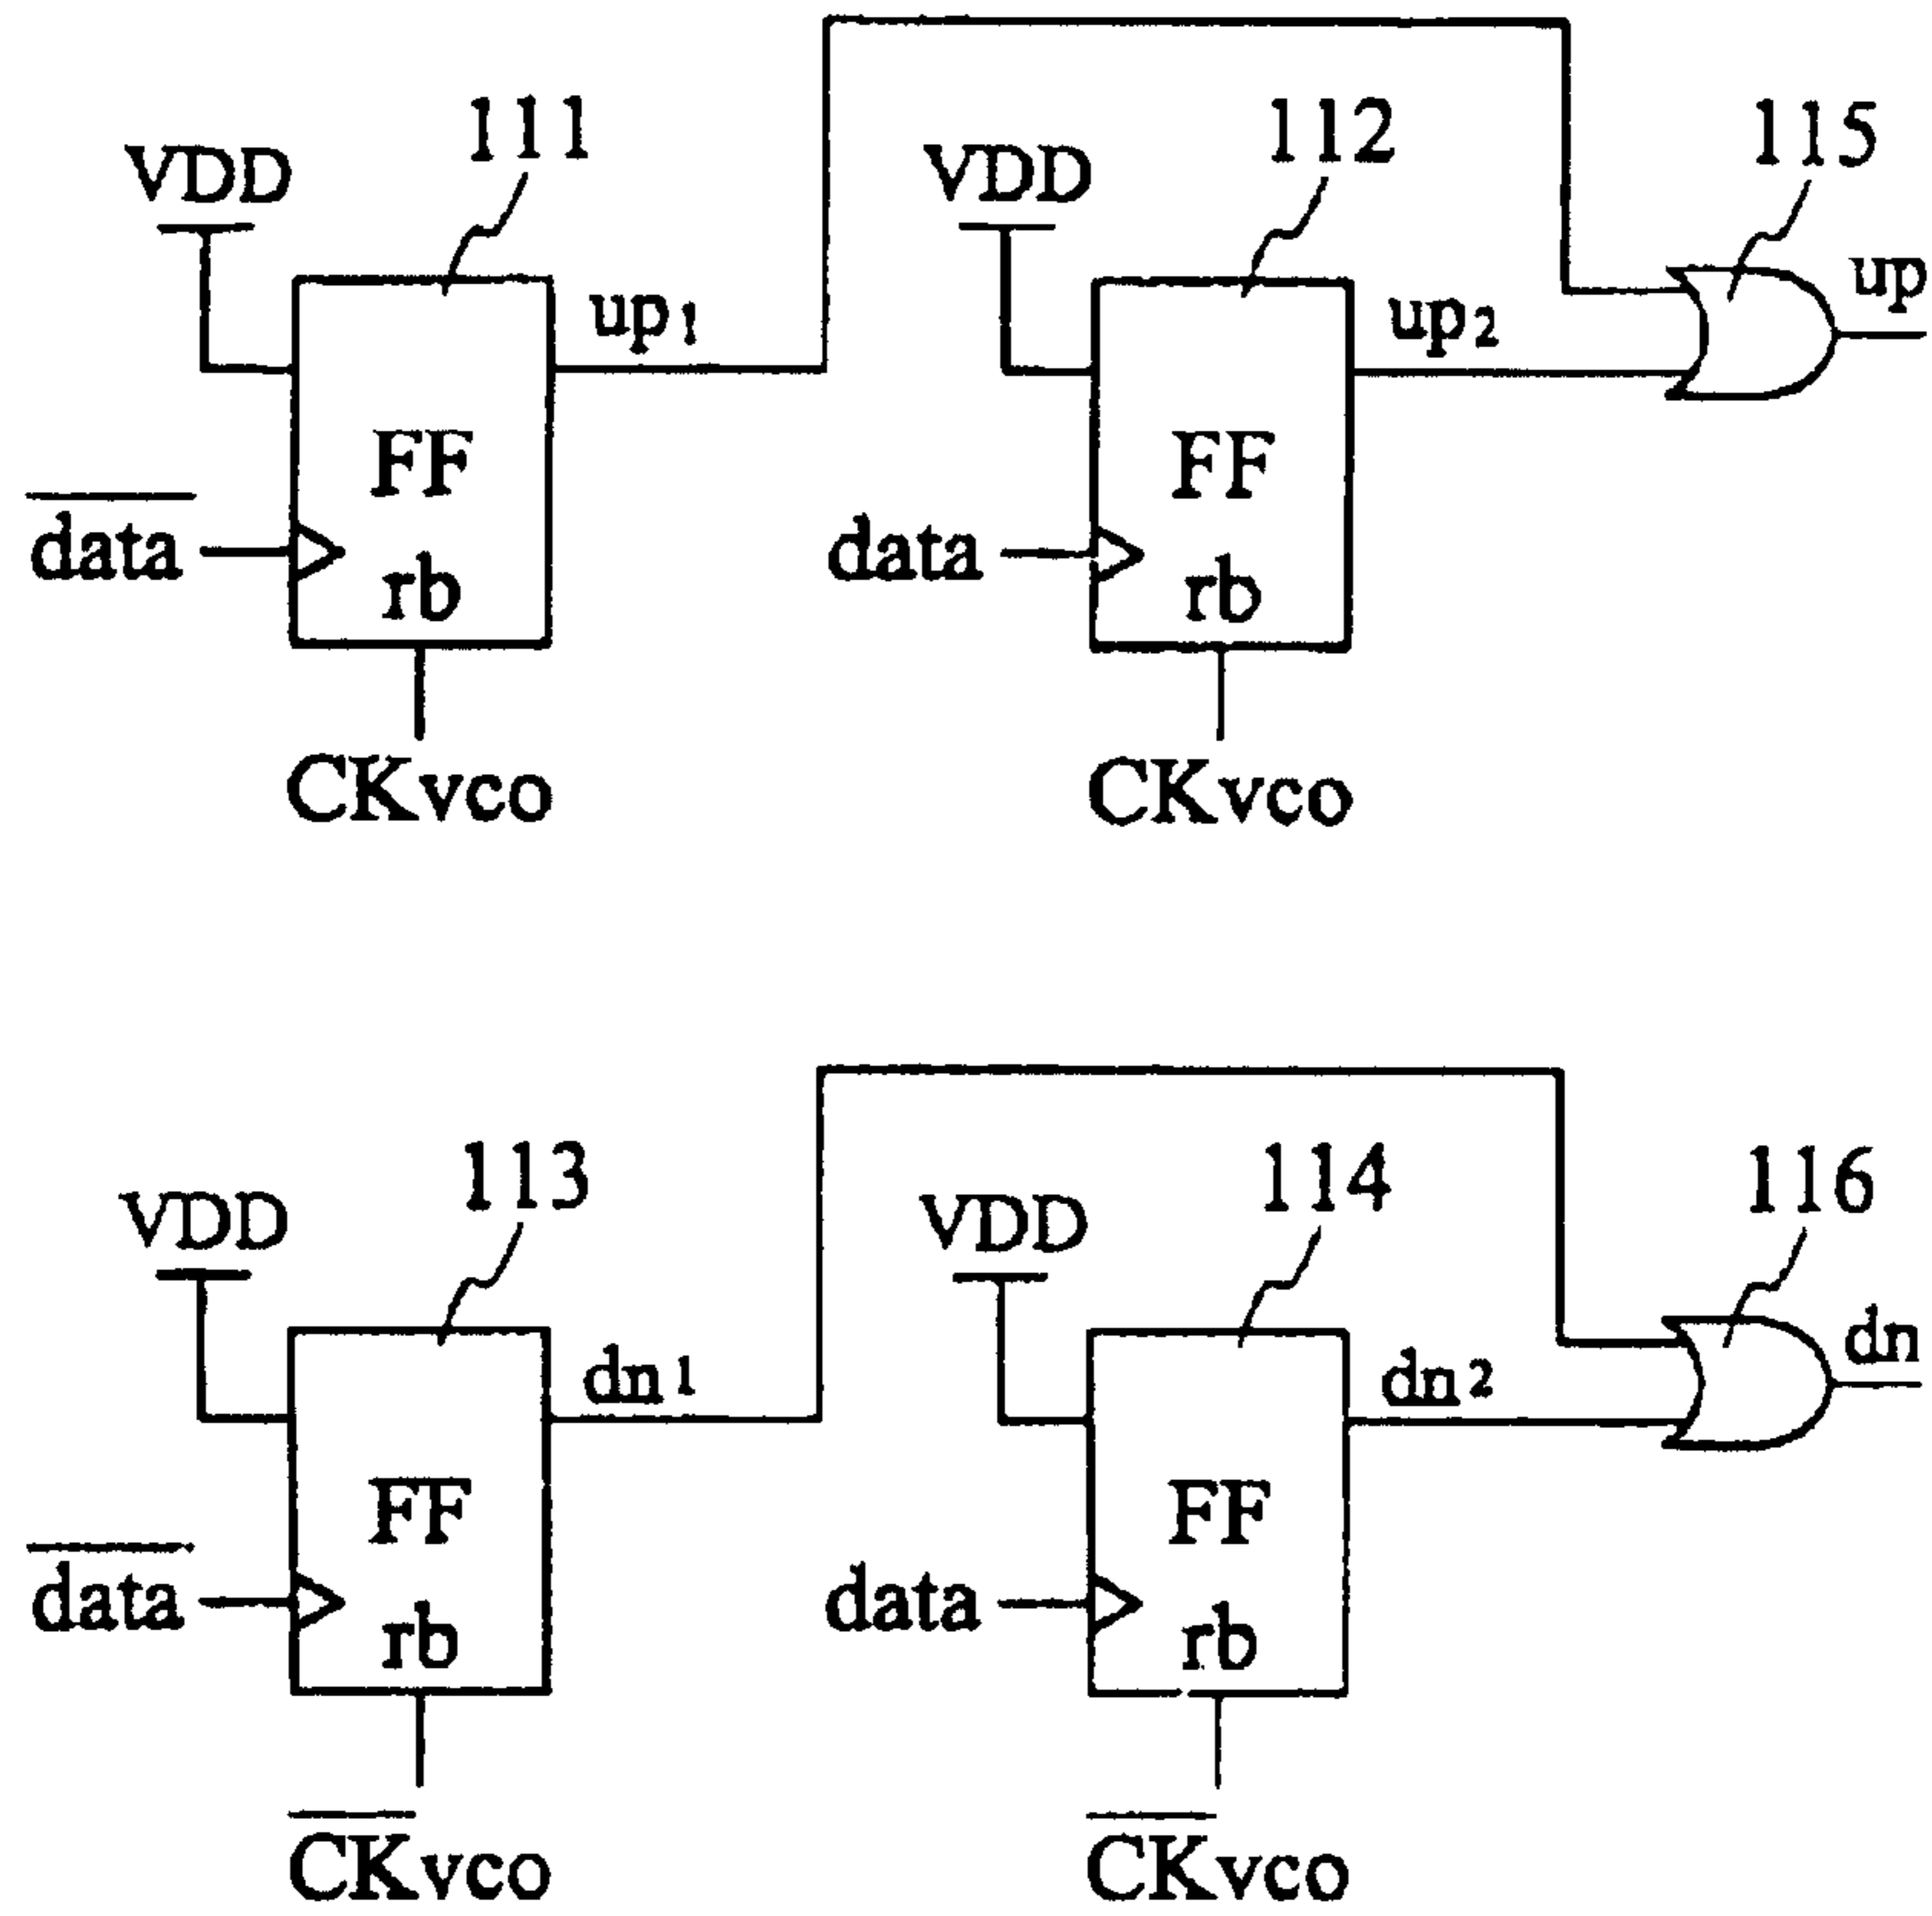 111
112
115
VDD
VDD
up
up1
up2
FF
FF
data
data
rb
rb
CKvco
CKvco
113
114
116
VDD
VDD
dn
dn1
dn2
FF
FF
data
data
rb
rb
CKvco
CKvco